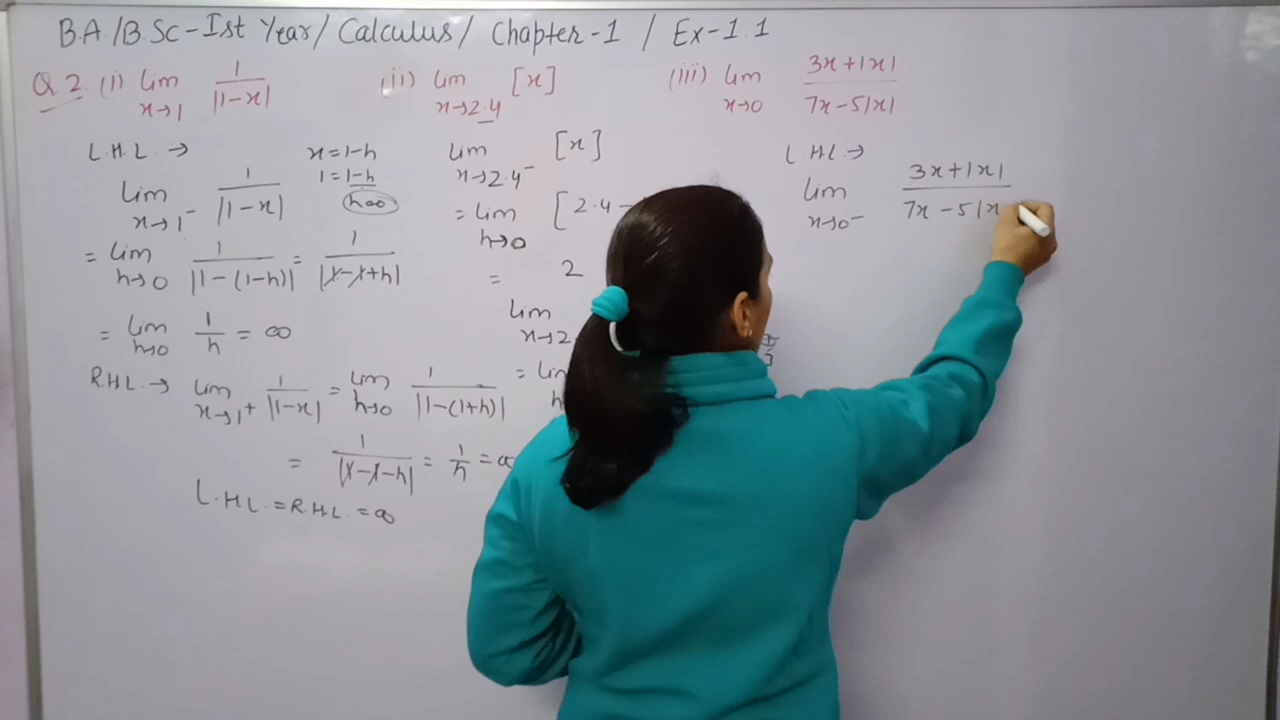 B.A./B.Sc-Ist Year/ Calculus/ Chapter-1 / Ex-1.1
Q.2. (i) lim x→1 1/|1-x| (ii) lim x→2.4 [x] (iii) lim x→0 3x+|x| / 7x-5|x|
L.H.L. →
x=1-h
1=1-h
h=0
lim x→1⁻ 1/|1-x|
= lim h→0 1/|1-(1-h)| = 1/|1-1+h|
= lim h→0 1/h = ∞
R.H.L. → lim x→1+ 1/|1-x| = lim h→0 1/|1-(1+h)|
= 1/|1-1-h| = 1/h = ∞
L.H.L. = R.H.L. = ∞
lim x→2.4⁻ [x]
= lim h→0 [2.4-
= 2
lim x→2.
= lim h
L.H.L →
lim x→0⁻ 3x+|x| / 7x-5|x